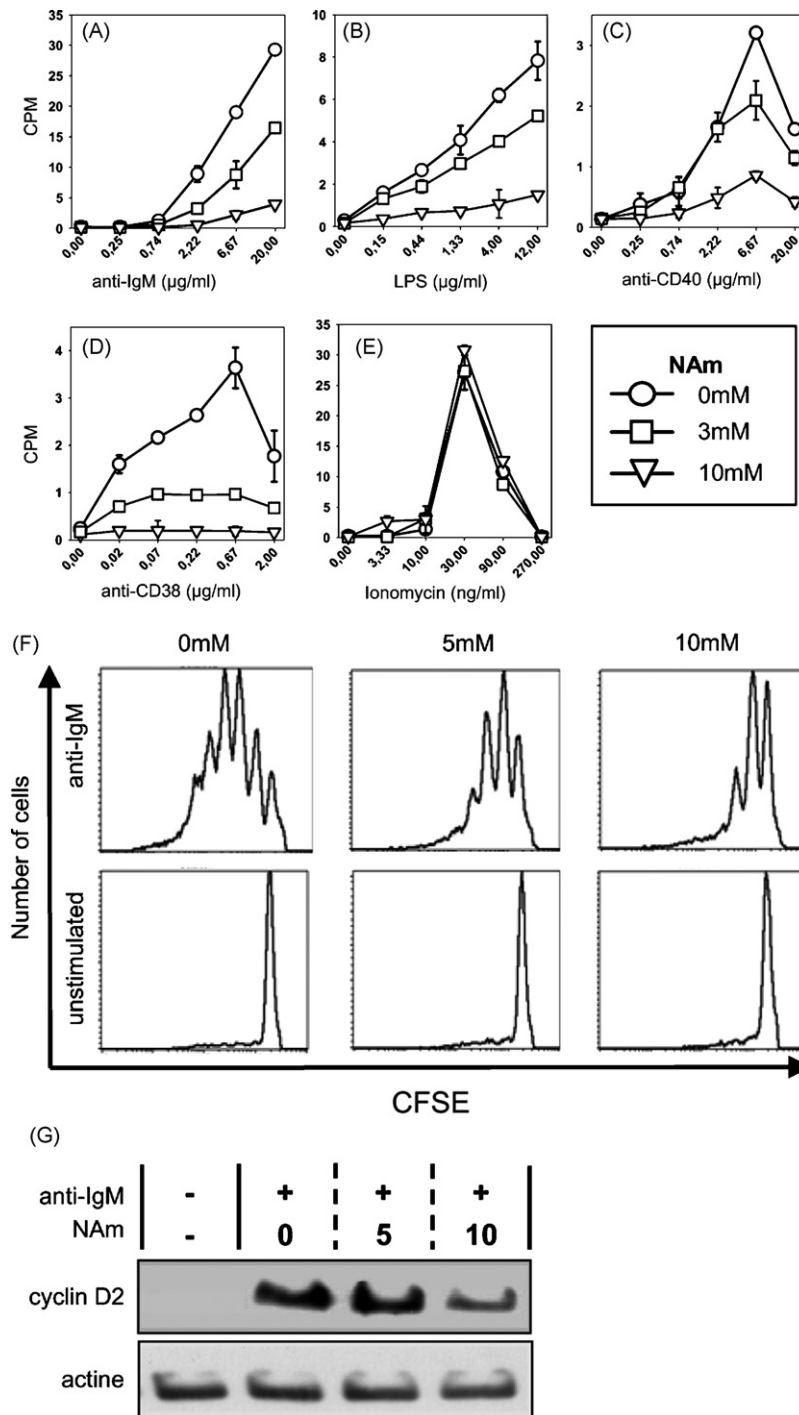 (A)
35
30
25
20
15
10
5
0
CPM
0,00 0,25 0,74 2,22 6,67 20,00
anti-IgM (µg/ml)
(B)
10
8
6
4
2
0
0,00 0,15 0,44 1,33 4,00 12,00
LPS (µg/ml)
(C)
3
2
1
0
0,00 0,25 0,74 2,22 6,67 20,00
anti-CD40 (µg/ml)
(D)
4
3
2
1
0
CPM
0,00 0,02 0,07 0,22 0,67 2,00
anti-CD38 (µg/ml)
(E)
35
30
25
20
15
10
5
0
0,00 3,33 10,00 30,00 90,00 270,00
Ionomycin (ng/ml)
NAm
0mM
3mM
10mM
(F)
0mM 5mM 10mM
Number of cells
anti-IgM
unstimulated
CFSE
(G)
anti-IgM - + + +
NAm - 0 5 10
cyclin D2
actine